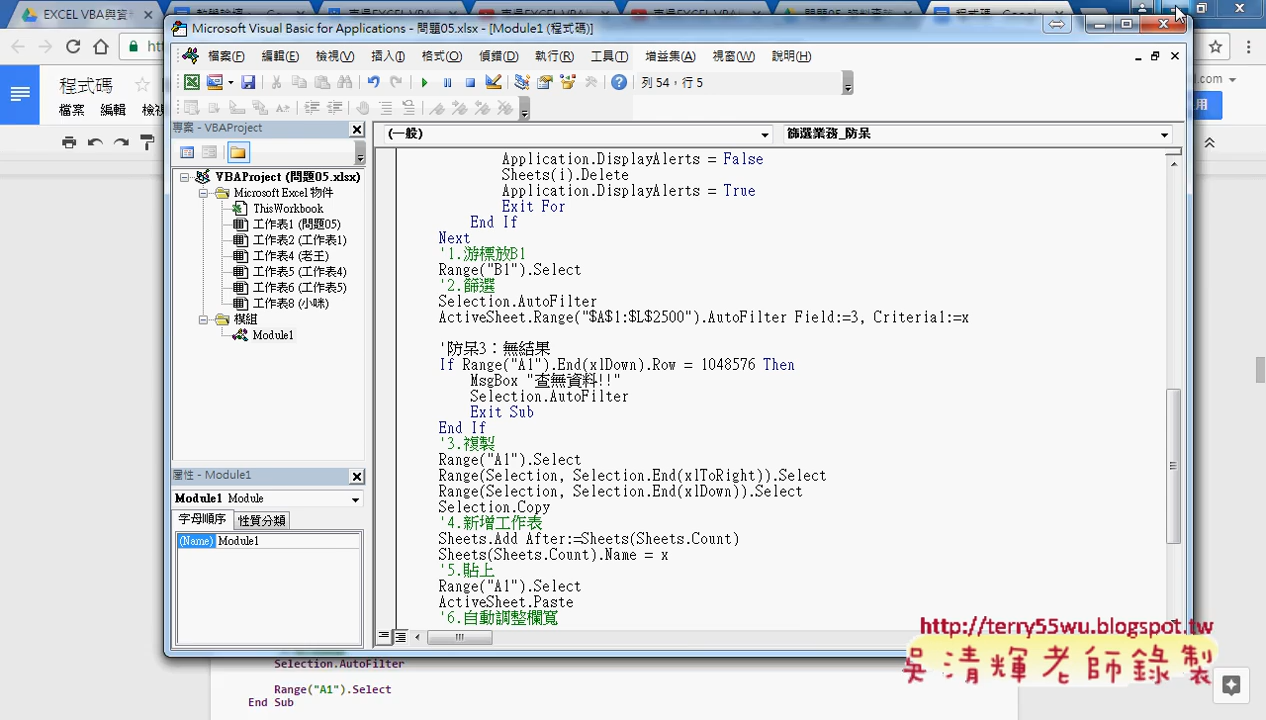 EXCEL VBA與資
Microsoft Visual Basic for Applications - 問題05.xlsx - [Module1 (程式碼)]
程式碼
檔案 編輯 檢視
檔案(F) 編輯(E) 檢視(V) 插入(I) 格式(O) 偵錯(D) 執行(R) 工具(T) 增益集(A) 視窗(W) 說明(H)
列 54，行 5
專案 - VBAProject
(一般)
篩選業務_防呆
VBAProject (問題05.xlsx)
Microsoft Excel 物件
ThisWorkbook
工作表1 (問題05)
工作表2 (工作表1)
工作表4 (老王)
工作表5 (工作表4)
工作表6 (工作表5)
工作表8 (小咪)
模組
Module1
屬性 - Module1
Module1 Module
字母順序 性質分類
(Name) Module1
Application.DisplayAlerts = False
Sheets(i).Delete
Application.DisplayAlerts = True
Exit For
End If
Next
'1.游標放B1
Range("B1").Select
'2.篩選
Selection.AutoFilter
ActiveSheet.Range("$A$1:$L$2500").AutoFilter Field:=3, Criteria1:=x
'防呆3：無結果
If Range("A1").End(xlDown).Row = 1048576 Then
MsgBox "查無資料!!"
Selection.AutoFilter
Exit Sub
End If
'3.複製
Range("A1").Select
Range(Selection, Selection.End(xlToRight)).Select
Range(Selection, Selection.End(xlDown)).Select
Selection.Copy
'4.新增工作表
Sheets.Add After:=Sheets(Sheets.Count)
Sheets(Sheets.Count).Name = x
'5.貼上
Range("A1").Select
ActiveSheet.Paste
'6.自動調整欄寬
Selection.AutoFilter
Range("A1").Select
End Sub
http://terry55wu.blogspot.tw
吳清輝老師錄製